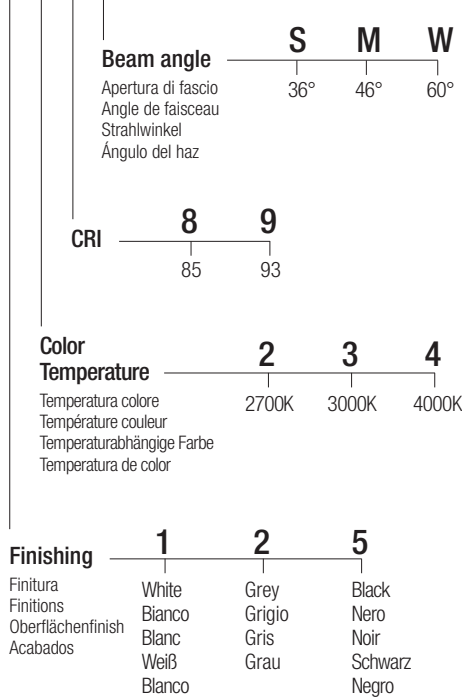 Beam angle
S M W
Apertura di fascio
Angle de faisceau
Strahlwinkel
Ángulo del haz
36° 46° 60°
CRI
8 9
85 93
Color
Temperature
2 3 4
Temperatura colore
Température couleur
Temperaturabhängige Farbe
Temperatura de color
2700K 3000K 4000K
Finishing
1 2 5
Finitura
Finitions
Oberflächenfinish
Acabados
White Grey Black
Bianco Grigio Nero
Blanc Gris Noir
Weiß Grau Schwarz
Blanco Negro